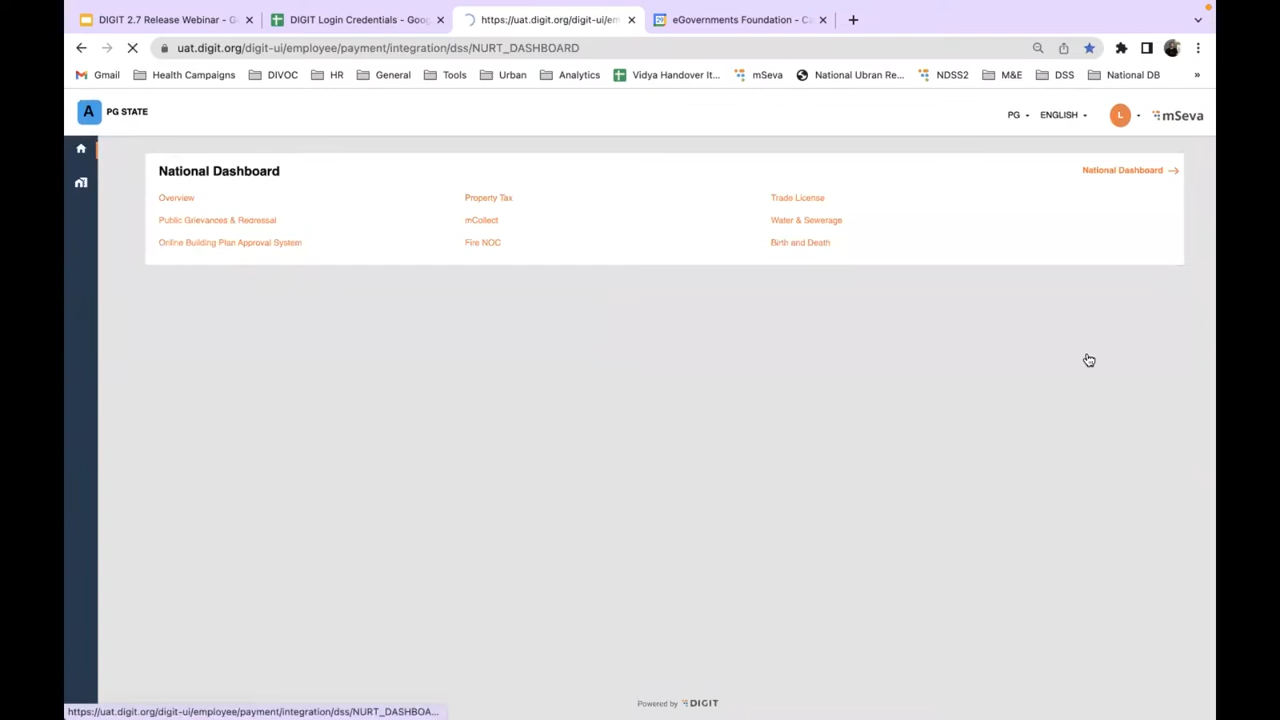 DIGIT 2.7 Release Webinar - G
DIGIT Login Credentials - Goog
https://uat.digit.org/digit-ui/em
eGovernments Foundation - Ca
uat.digit.org/digit-ui/employee/payment/integration/dss/NURT_DASHBOARD
Gmail Health Campaigns DIVOC HR General Tools Urban Analytics Vidya Handover It... mSeva National Ubran Re... NDSS2 M&E DSS National DB »
A PG STATE
PG ENGLISH L mSeva
National Dashboard
National Dashboard →
Overview Property Tax Trade License
Public Grievances & Redressal mCollect Water & Sewerage
Online Building Plan Approval System Fire NOC Birth and Death
Powered by DIGIT
https://uat.digit.org/digit-ui/employee/payment/integration/dss/NURT_DASHBOA...